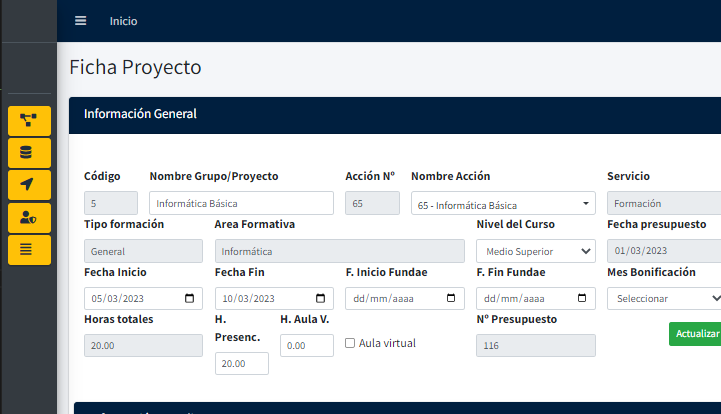 Inicio
Ficha Proyecto
Información General
Código Nombre Grupo/Proyecto Acción Nº Nombre Acción Servicio
5 Informática Básica 65 65 - Informática Básica Formación
Tipo formación Area Formativa Nivel del Curso Fecha presupuesto
General Informática Medio Superior 01/03/2023
Fecha Inicio Fecha Fin F. Inicio Fundae F. Fin Fundae Mes Bonificación
05/03/2023 10/03/2023 dd/mm/aaaa dd/mm/aaaa Seleccionar
Horas totales H. Presenc. H. Aula V. Nº Presupuesto
20.00 20.00 0.00 Aula virtual 116 Actualizar